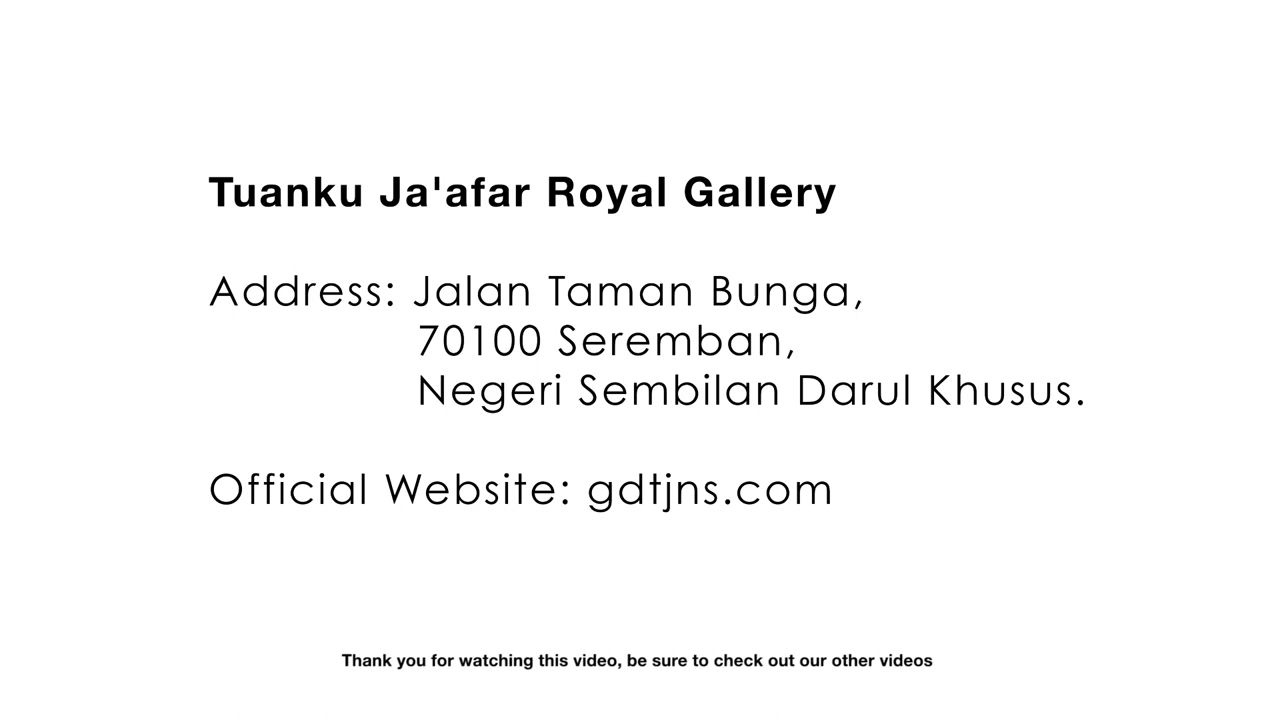 Tuanku Ja'afar Royal Gallery
Address: Jalan Taman Bunga,
70100 Seremban,
Negeri Sembilan Darul Khusus.
Official Website: gdtjns.com
Thank you for watching this video, be sure to check out our other videos